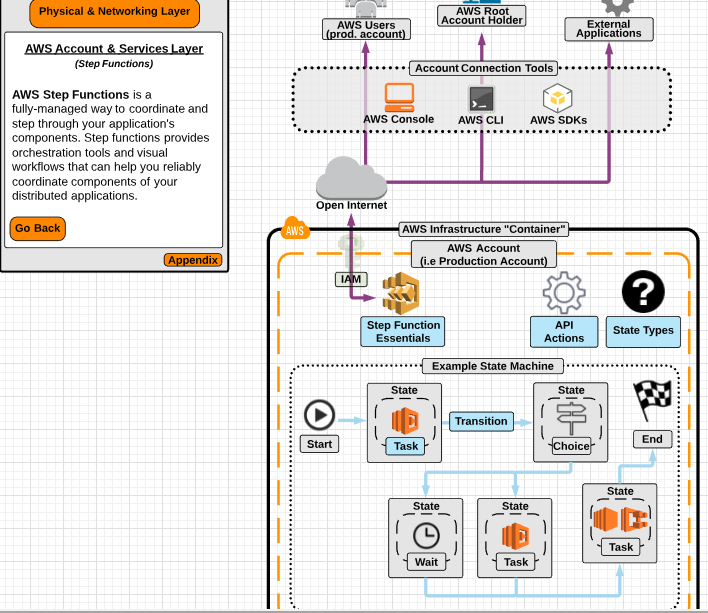 Physical & Networking Layer
AWS Account & Services Layer
(Step Functions)
AWS Step Functions is a
fully-managed way to coordinate and
step through your application's
components. Step functions provides
orchestration tools and visual
workflows that can help you reliably
coordinate components of your
distributed applications.
Go Back
Appendix
AWS Users
(prod. account)
AWS Root
Account Holder
External
Applications
Account Connection Tools
AWS Console
AWS CLI
AWS SDKs
Open Internet
AWS
AWS Infrastructure "Container"
AWS Account
(i.e Production Account)
IAM
Step Function
Essentials
API
Actions
State Types
Example State Machine
Start
State
Task
Transition
State
Choice
End
State
Wait
State
Task
State
Task